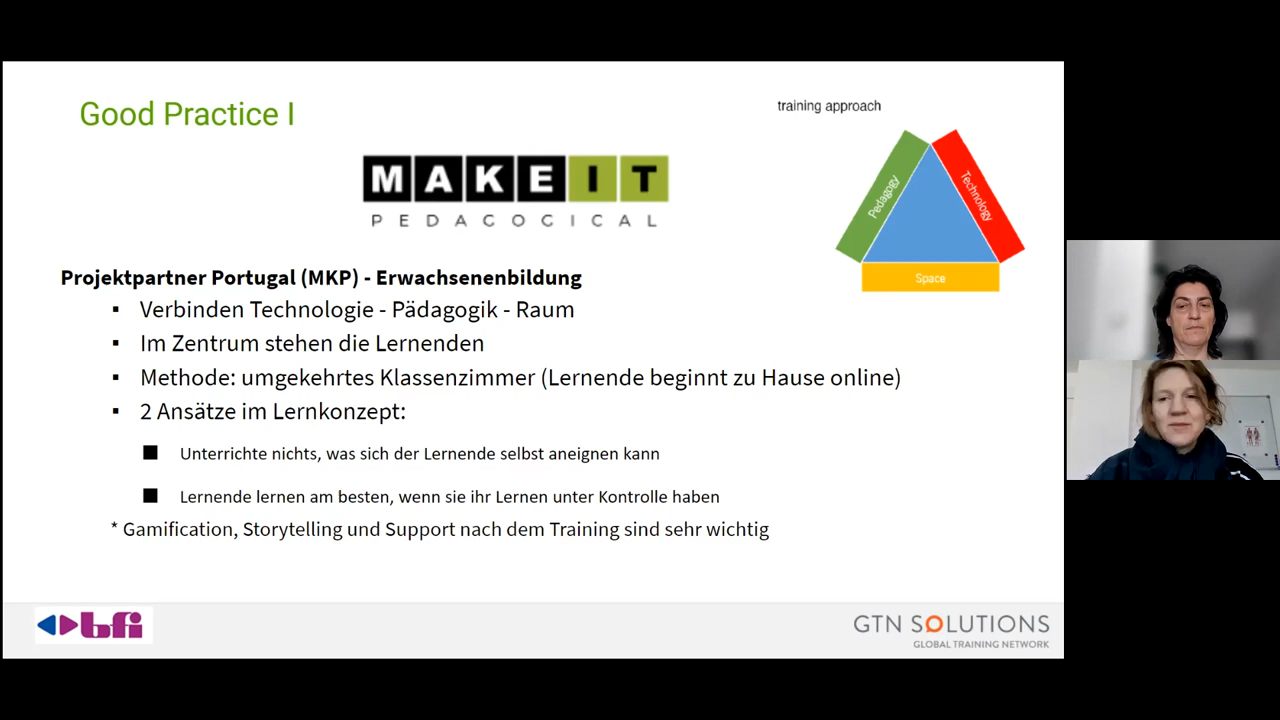 Good Practice I
training approach
MAKEIT
PEDAGOGICAL
Pedagogy
Technology
Space
Projektpartner Portugal (MKP) - Erwachsenenbildung
▪ Verbinden Technologie - Pädagogik - Raum
▪ Im Zentrum stehen die Lernenden
▪ Methode: umgekehrtes Klassenzimmer (Lernende beginnt zu Hause online)
▪ 2 Ansätze im Lernkonzept:
■ Unterrichte nichts, was sich der Lernende selbst aneignen kann
■ Lernende lernen am besten, wenn sie ihr Lernen unter Kontrolle haben
* Gamification, Storytelling und Support nach dem Training sind sehr wichtig
bfi
GTN SOLUTIONS
GLOBAL TRAINING NETWORK